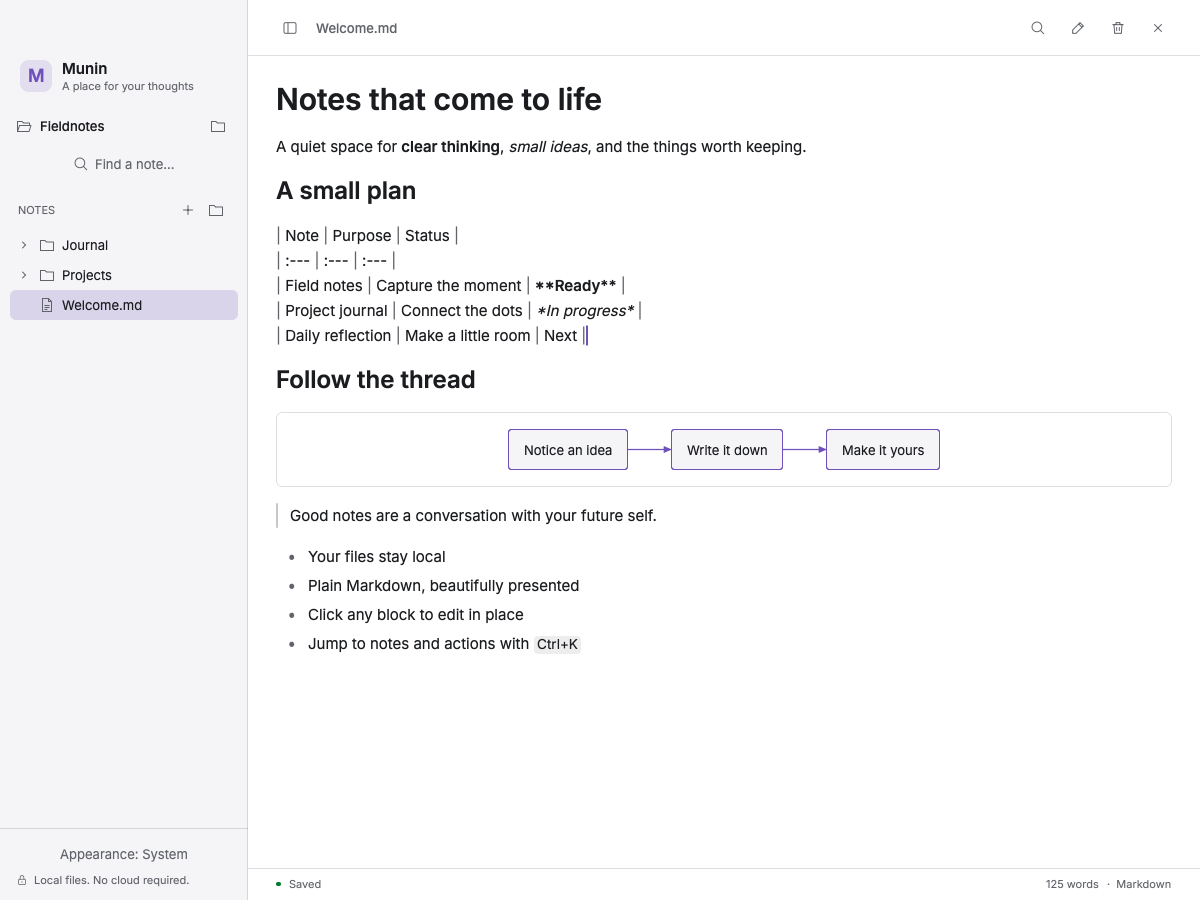 Welcome.md
M
Munin
A place for your thoughts
Fieldnotes
Find a note...
NOTES
Journal
Projects
Welcome.md
Appearance: System
Local files. No cloud required.
Notes that come to life
A quiet space for clear thinking, small ideas, and the things worth keeping.
A small plan
| Note | Purpose | Status |
| :--- | :--- | :--- |
| Field notes | Capture the moment | **Ready** |
| Project journal | Connect the dots | *In progress* |
| Daily reflection | Make a little room | Next |
Follow the thread
Notice an idea
Write it down
Make it yours
Good notes are a conversation with your future self.
• Your files stay local
• Plain Markdown, beautifully presented
• Click any block to edit in place
• Jump to notes and actions with Ctrl+K
Saved
125 words · Markdown